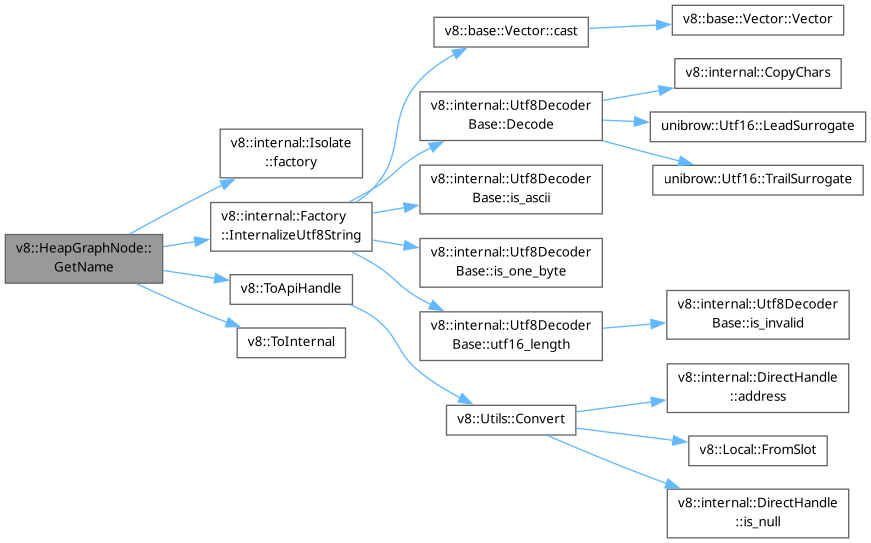 v8::HeapGraphNode::
GetName
v8::internal::Isolate
::factory
v8::internal::Factory
::InternalizeUtf8String
v8::ToApiHandle
v8::ToInternal
v8::base::Vector::cast
v8::internal::Utf8Decoder
Base::Decode
v8::internal::Utf8Decoder
Base::is_ascii
v8::internal::Utf8Decoder
Base::is_one_byte
v8::internal::Utf8Decoder
Base::utf16_length
v8::Utils::Convert
v8::base::Vector::Vector
v8::internal::CopyChars
unibrow::Utf16::LeadSurrogate
unibrow::Utf16::TrailSurrogate
v8::internal::Utf8Decoder
Base::is_invalid
v8::internal::DirectHandle
::address
v8::Local::FromSlot
v8::internal::DirectHandle
::is_null